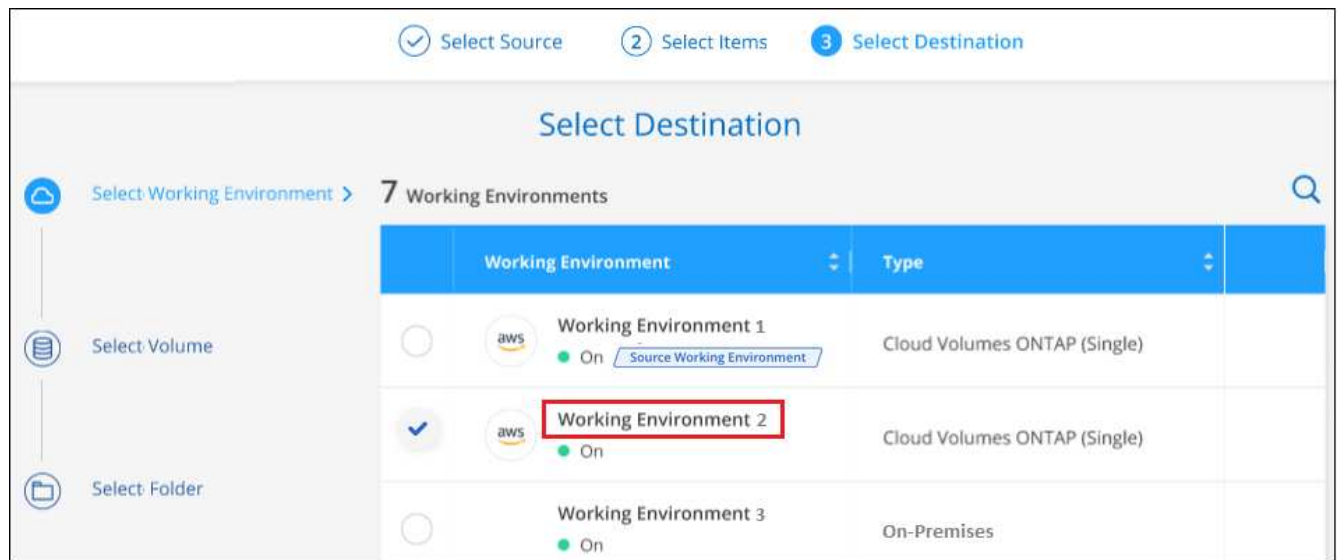 Select Source 2 Select Items 3 Select Destination
Select Destination
Select Working Environment > 7 Working Environments
Working Environment Type
aws Working Environment 1 Cloud Volumes ONTAP (Single)
On Source Working Environment
Select Volume
aws Working Environment 2 Cloud Volumes ONTAP (Single)
On
Select Folder
Working Environment 3 On-Premises
On